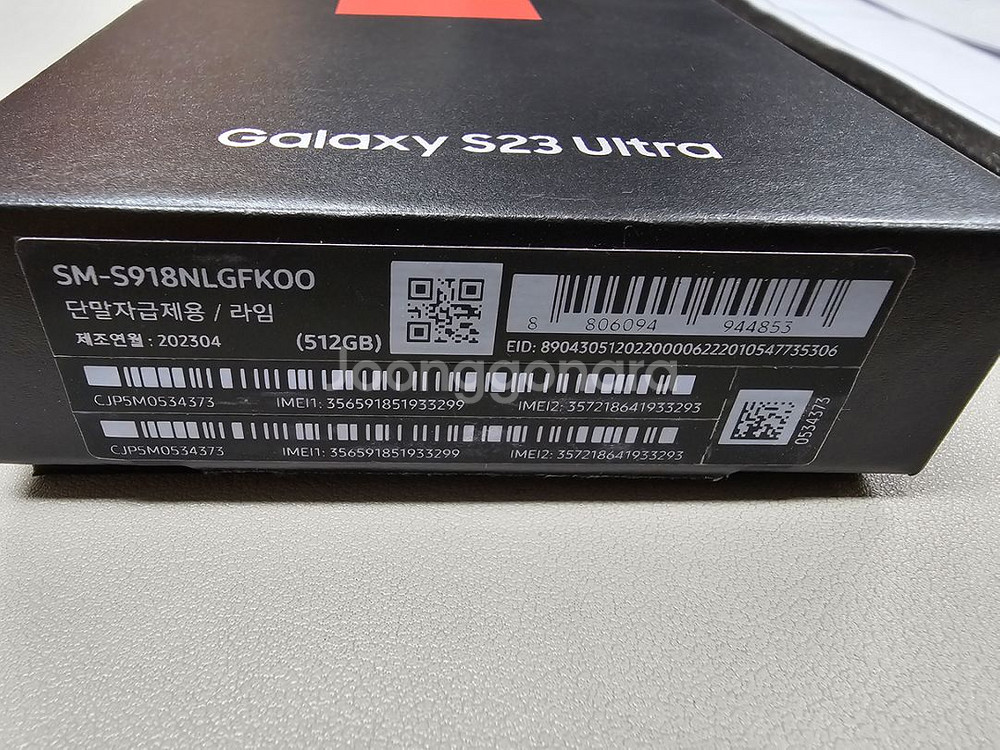 Galaxy S23 Ultra
SM-S918NLGFKOO
단말자급제용 / 라임
제조연월 : 202304
(512GB)
8 806094 944853
EID: 89043051202200006222010547735306
Joonggonara
CJP5M0534373 IMEI1: 356591851933299 IMEI2: 357218641933293
0534373
CJP5M0534373 IMEI1: 356591851933299 IMEI2: 357218641933293